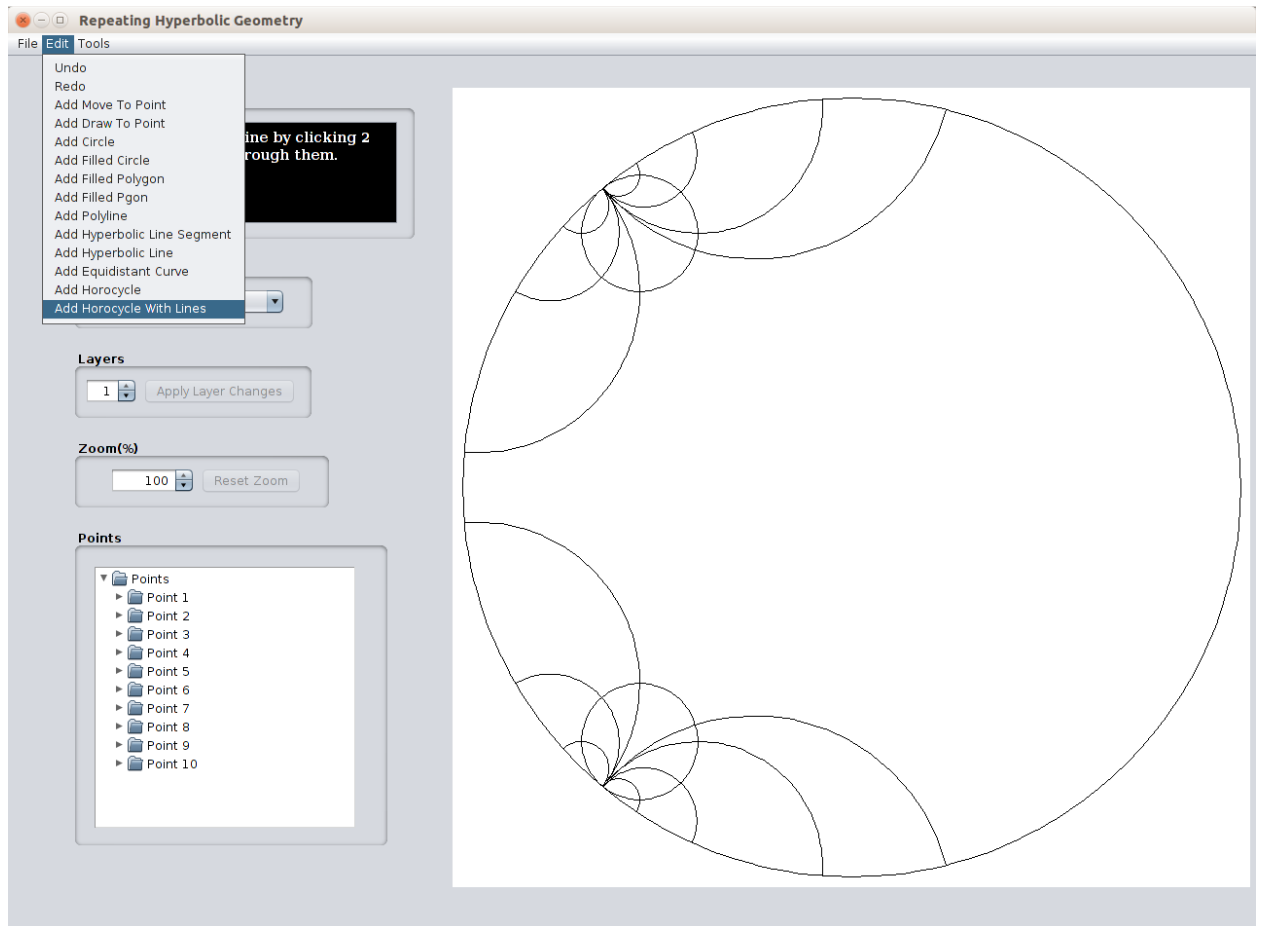 Repeating Hyperbolic Geometry
File Edit Tools
Undo
Redo
Add Move To Point
Add Draw To Point
Add Circle
Add Filled Circle
Add Filled Polygon
Add Filled Pgon
Add Polyline
Add Hyperbolic Line Segment
Add Hyperbolic Line
Add Equidistant Curve
Add Horocycle
Add Horocycle With Lines
ine by clicking 2
rough them.
Layers
1 Apply Layer Changes
Zoom(%)
100 Reset Zoom
Points
Points
Point 1
Point 2
Point 3
Point 4
Point 5
Point 6
Point 7
Point 8
Point 9
Point 10